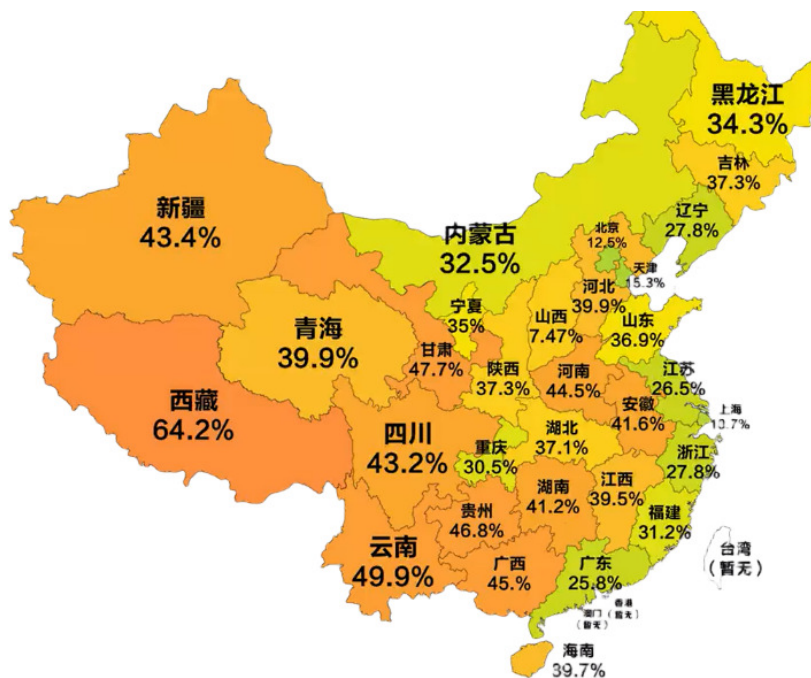 黑龙江
34.3%
吉林
37.3%
辽宁
27.8%
新疆
43.4%
内蒙古
32.5%
北京
12.5%
天津
15.3%
河北
39.9%
宁夏
35%
山西
7.47%
山东
36.9%
青海
39.9%
甘肃
47.7%
陕西
37.3%
河南
44.5%
江苏
26.5%
西藏
64.2%
安徽
41.6%
上海
四川
43.2%
重庆
30.5%
湖北
37.1%
浙江
27.8%
湖南
41.2%
江西
39.5%
贵州
46.8%
福建
31.2%
云南
49.9%
广西
45.%
广东
25.8%
台湾
（暂无）
香港
（暂无）
澳门
（暂无）
海南
39.7%